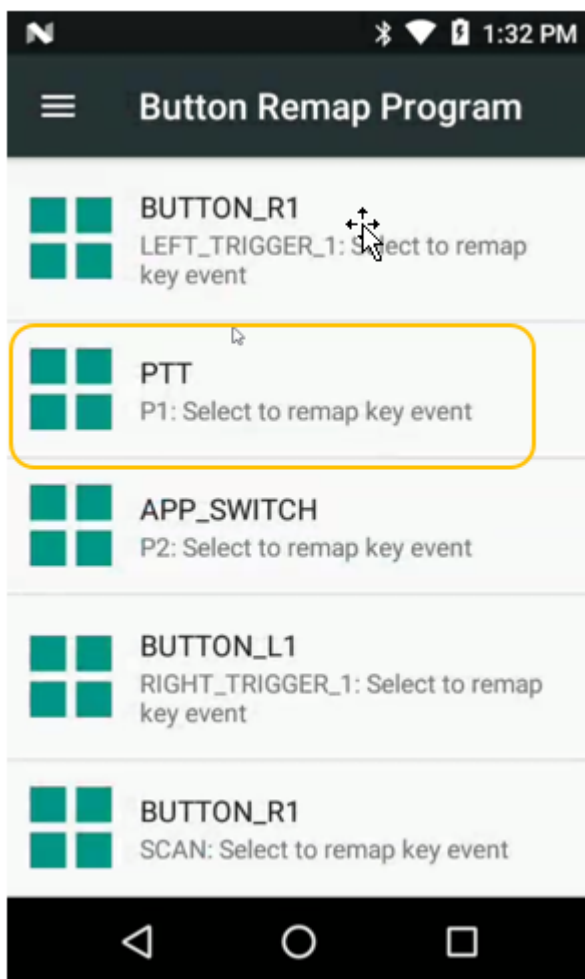 1:32 PM
Button Remap Program
BUTTON_R1
LEFT_TRIGGER_1: Select to remap
key event
PTT
P1: Select to remap key event
APP_SWITCH
P2: Select to remap key event
BUTTON_L1
RIGHT_TRIGGER_1: Select to remap
key event
BUTTON_R1
SCAN: Select to remap key event